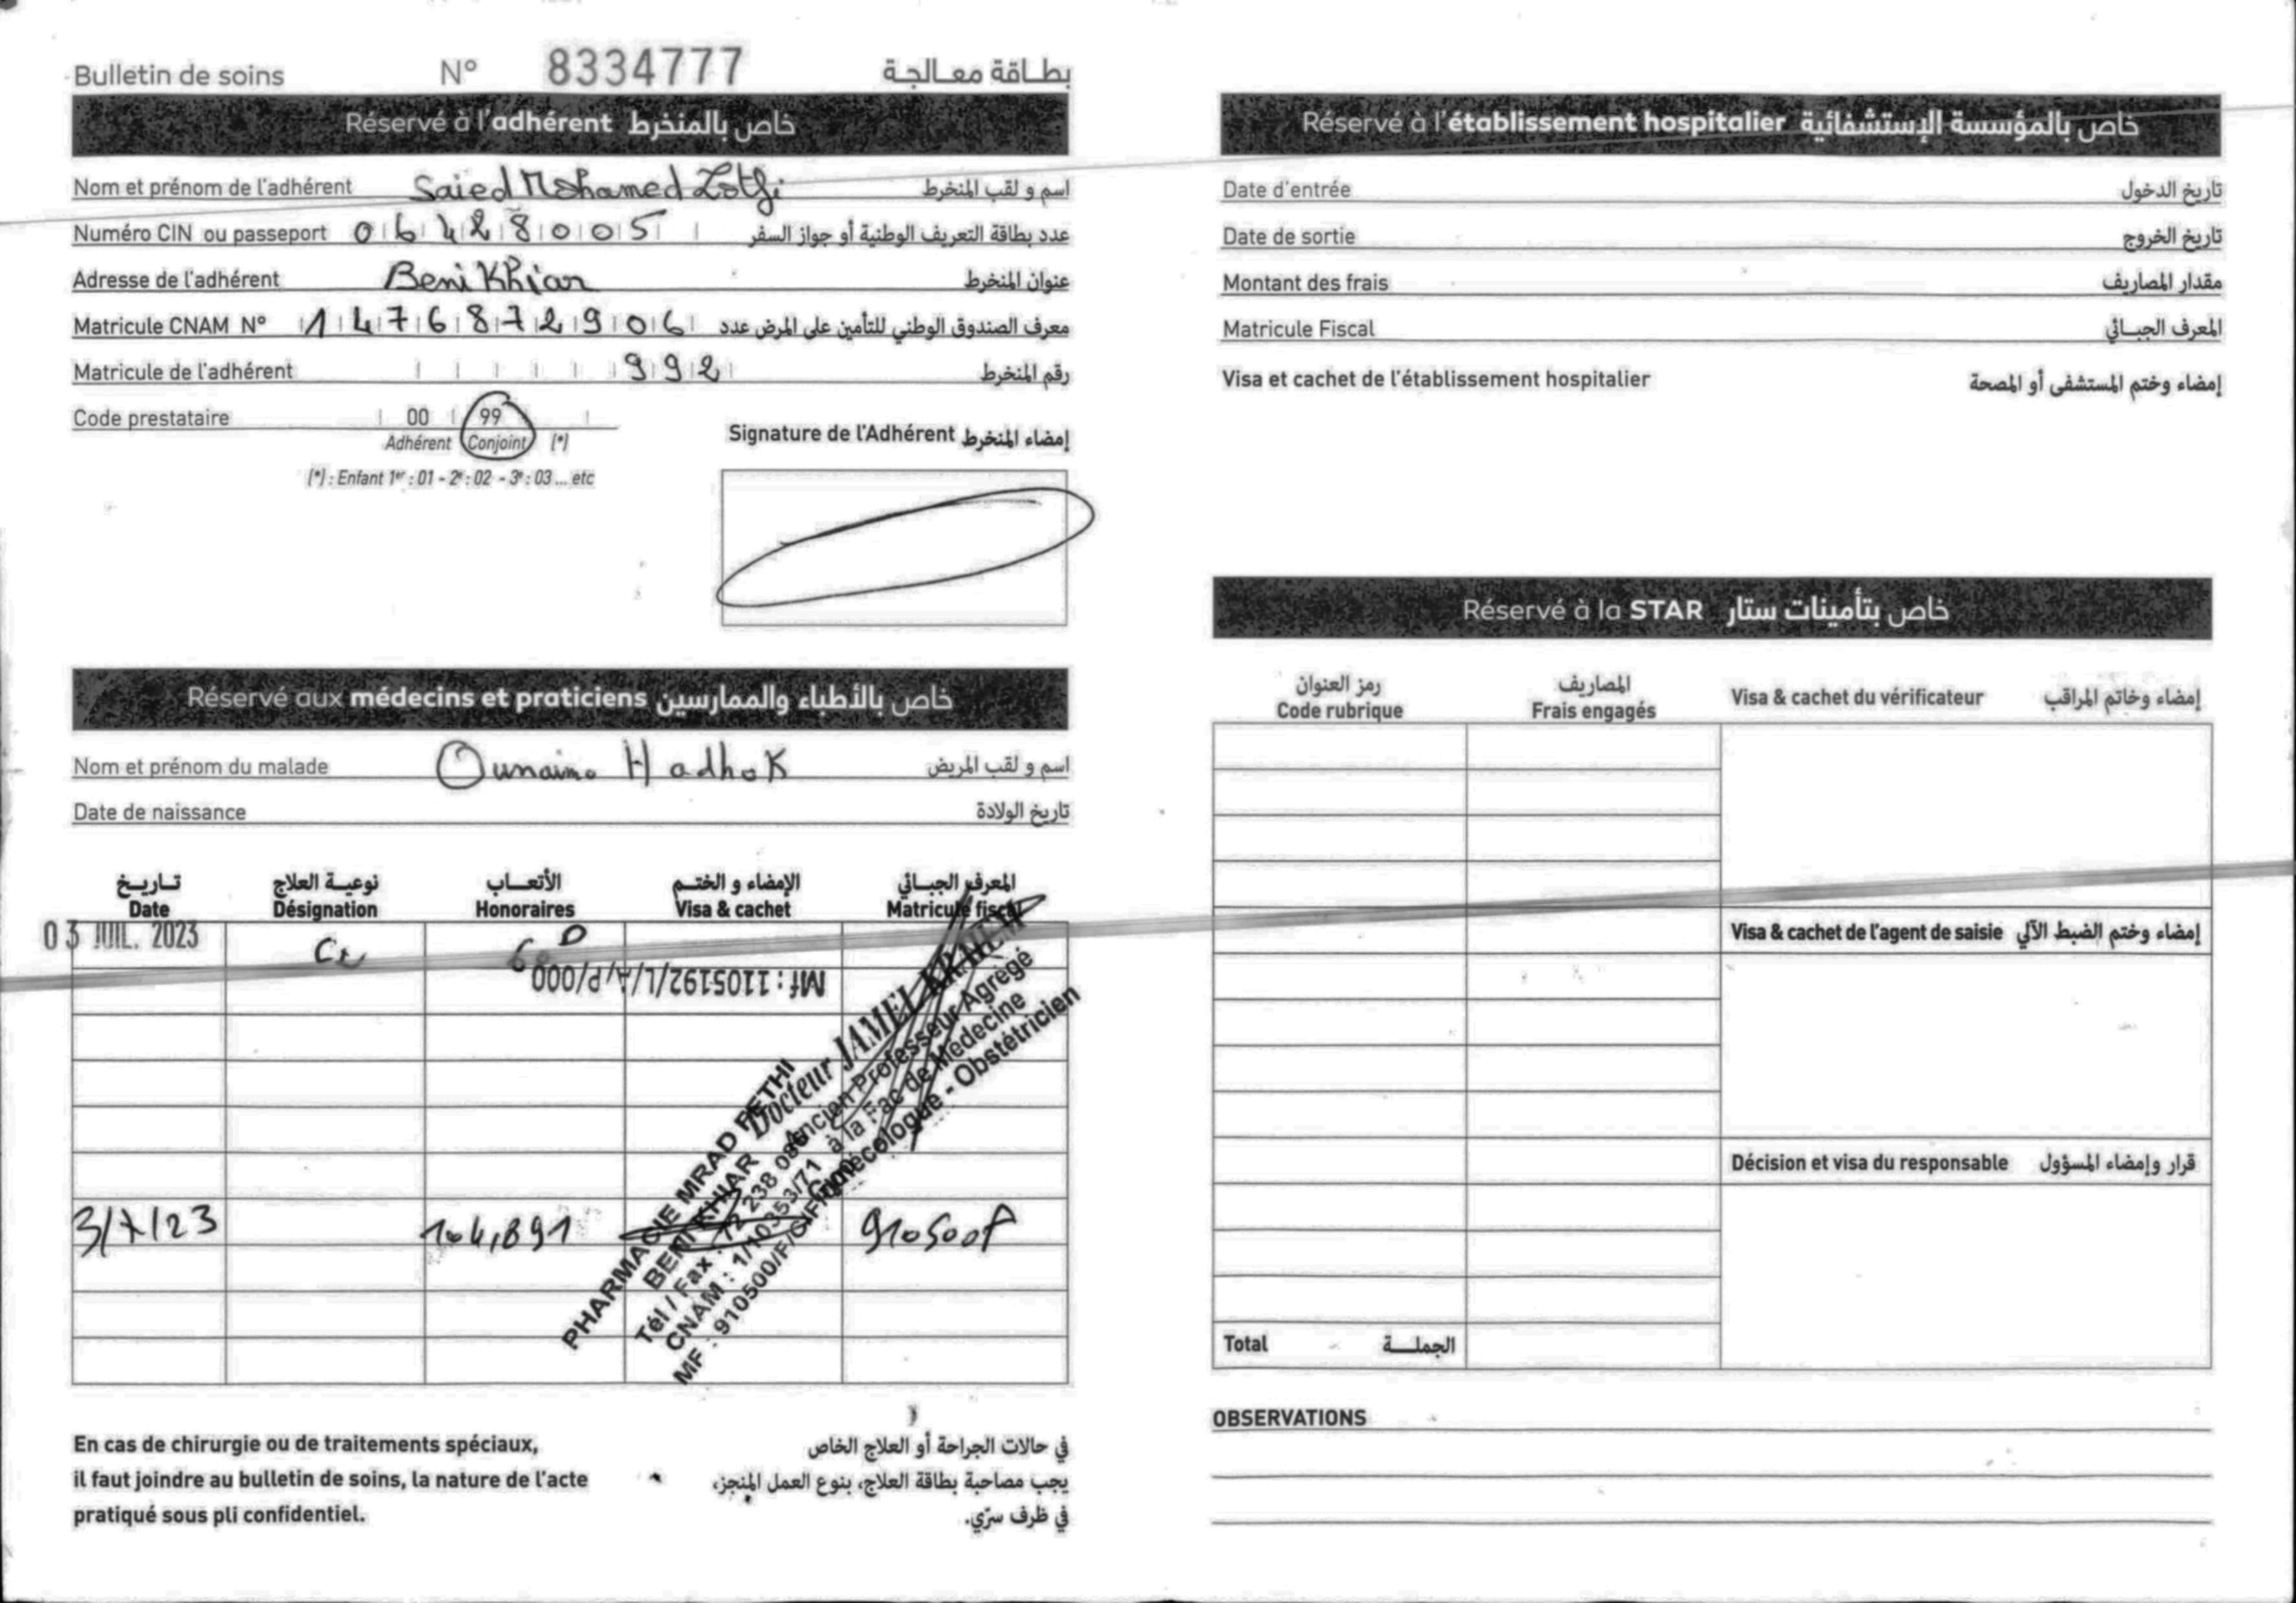 Bulletin de soins N° 8334777 بطاقة معالجة
Réservé à l'adhérent خاص بالمنخرط
Nom et prénom de l'adhérent Saied Mohamed Lotfi اسم و لقب المنخرط
Numéro CIN ou passeport 06428005 عدد بطاقة التعريف الوطنية أو جواز السفر
Adresse de l'adhérent Beni Khiar عنوان المنخرط
Matricule CNAM N° 1476872906 معرف الصندوق الوطني للتأمين على المرض عدد
Matricule de l'adhérent 992 رقم المنخرط
Code prestataire 00 99
Adhérent Conjoint (*)
(*) : Enfant 1er : 01 - 2e : 02 - 3e : 03 ... etc
Signature de l'Adhérent إمضاء المنخرط
Réservé aux médecins et praticiens خاص بالأطباء والممارسين
Nom et prénom du malade Oumaima Hadhok اسم و لقب المريض
Date de naissance تاريخ الولادة
تاريخ نوعية العلاج الأتعاب الإمضاء و الختم المعرف الجبائي
Date Désignation Honoraires Visa & cachet Matricule fiscal
03 JUIL. 2023 60 D
Mf : 1105192/L/A/P/000
Docteur JAMEL
Ancien Professeur Agrégé
à la Fac de Médecine
Gynécologue - Obstétricien
3/7/23 104,891 910500F
PHARMACIE MRAD FETHI
BENI KHIAR
Tél / Fax : 72 238 086
CNAM : 1/10353/71
MF : 910500/F
En cas de chirurgie ou de traitements spéciaux,
il faut joindre au bulletin de soins, la nature de l'acte
pratiqué sous pli confidentiel.
في حالات الجراحة أو العلاج الخاص
يجب مصاحبة بطاقة العلاج، بنوع العمل المنجز،
في ظرف سرّي.
Réservé à l'établissement hospitalier خاص بالمؤسسة الإستشفائية
Date d'entrée تاريخ الدخول
Date de sortie تاريخ الخروج
Montant des frais مقدار المصاريف
Matricule Fiscal المعرف الجبائي
Visa et cachet de l'établissement hospitalier إمضاء وختم المستشفى أو المصحة
Réservé à la STAR خاص بتأمينات ستار
رمز العنوان المصاريف
Code rubrique Frais engagés Visa & cachet du vérificateur إمضاء وخاتم المراقب
Visa & cachet de l'agent de saisie إمضاء وختم الضبط الآلي
Décision et visa du responsable قرار وإمضاء المسؤول
Total الجملة
OBSERVATIONS